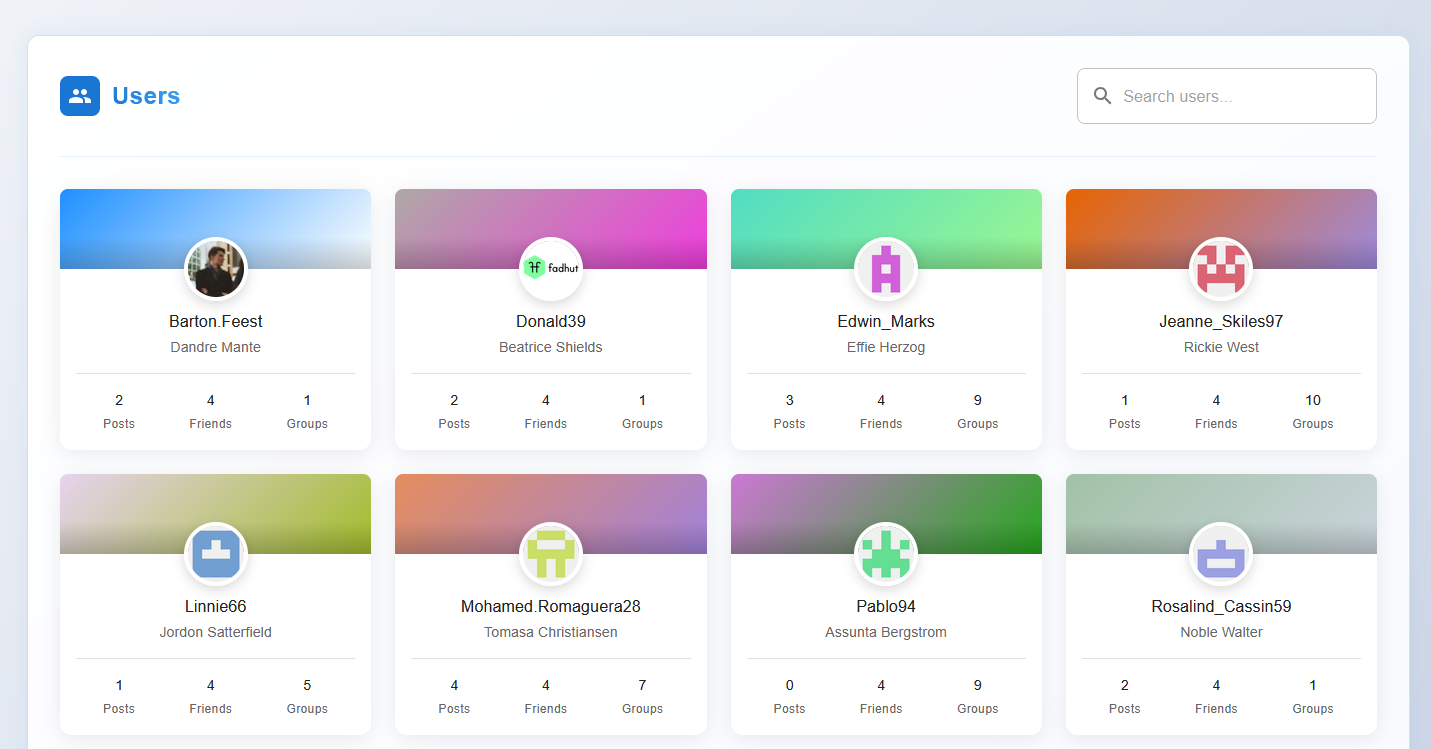 Users
Search users...
Barton.Feest
Dandre Mante
2 4 1
Posts Friends Groups
fadhut
Donald39
Beatrice Shields
2 4 1
Posts Friends Groups
Edwin_Marks
Effie Herzog
3 4 9
Posts Friends Groups
Jeanne_Skiles97
Rickie West
1 4 10
Posts Friends Groups
Linnie66
Jordon Satterfield
1 4 5
Posts Friends Groups
Mohamed.Romaguera28
Tomasa Christiansen
4 4 7
Posts Friends Groups
Pablo94
Assunta Bergstrom
0 4 9
Posts Friends Groups
Rosalind_Cassin59
Noble Walter
2 4 1
Posts Friends Groups